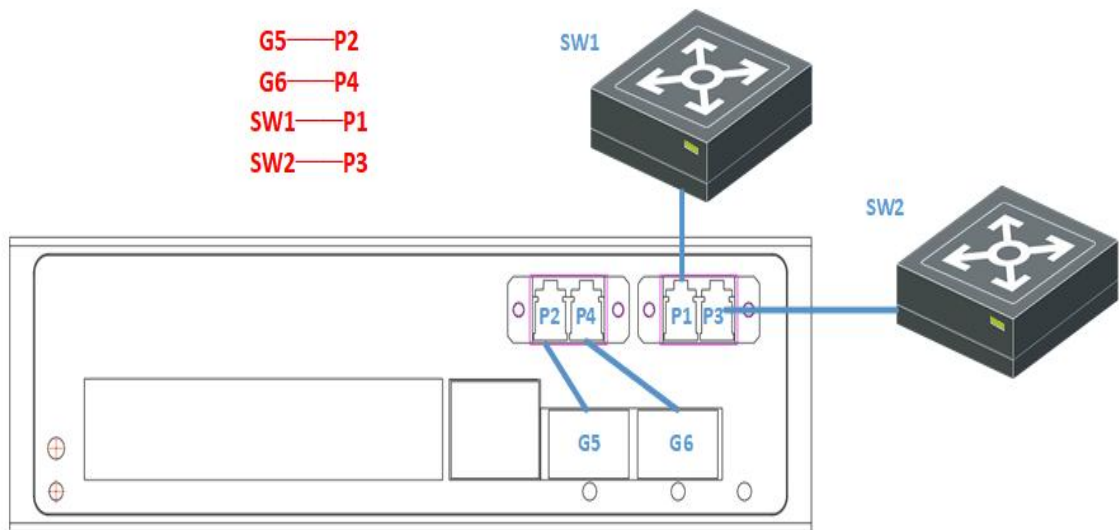 G5——P2
G6——P4
SW1——P1
SW2——P3
SW1
SW2
P2 P4 P1 P3
G5 G6